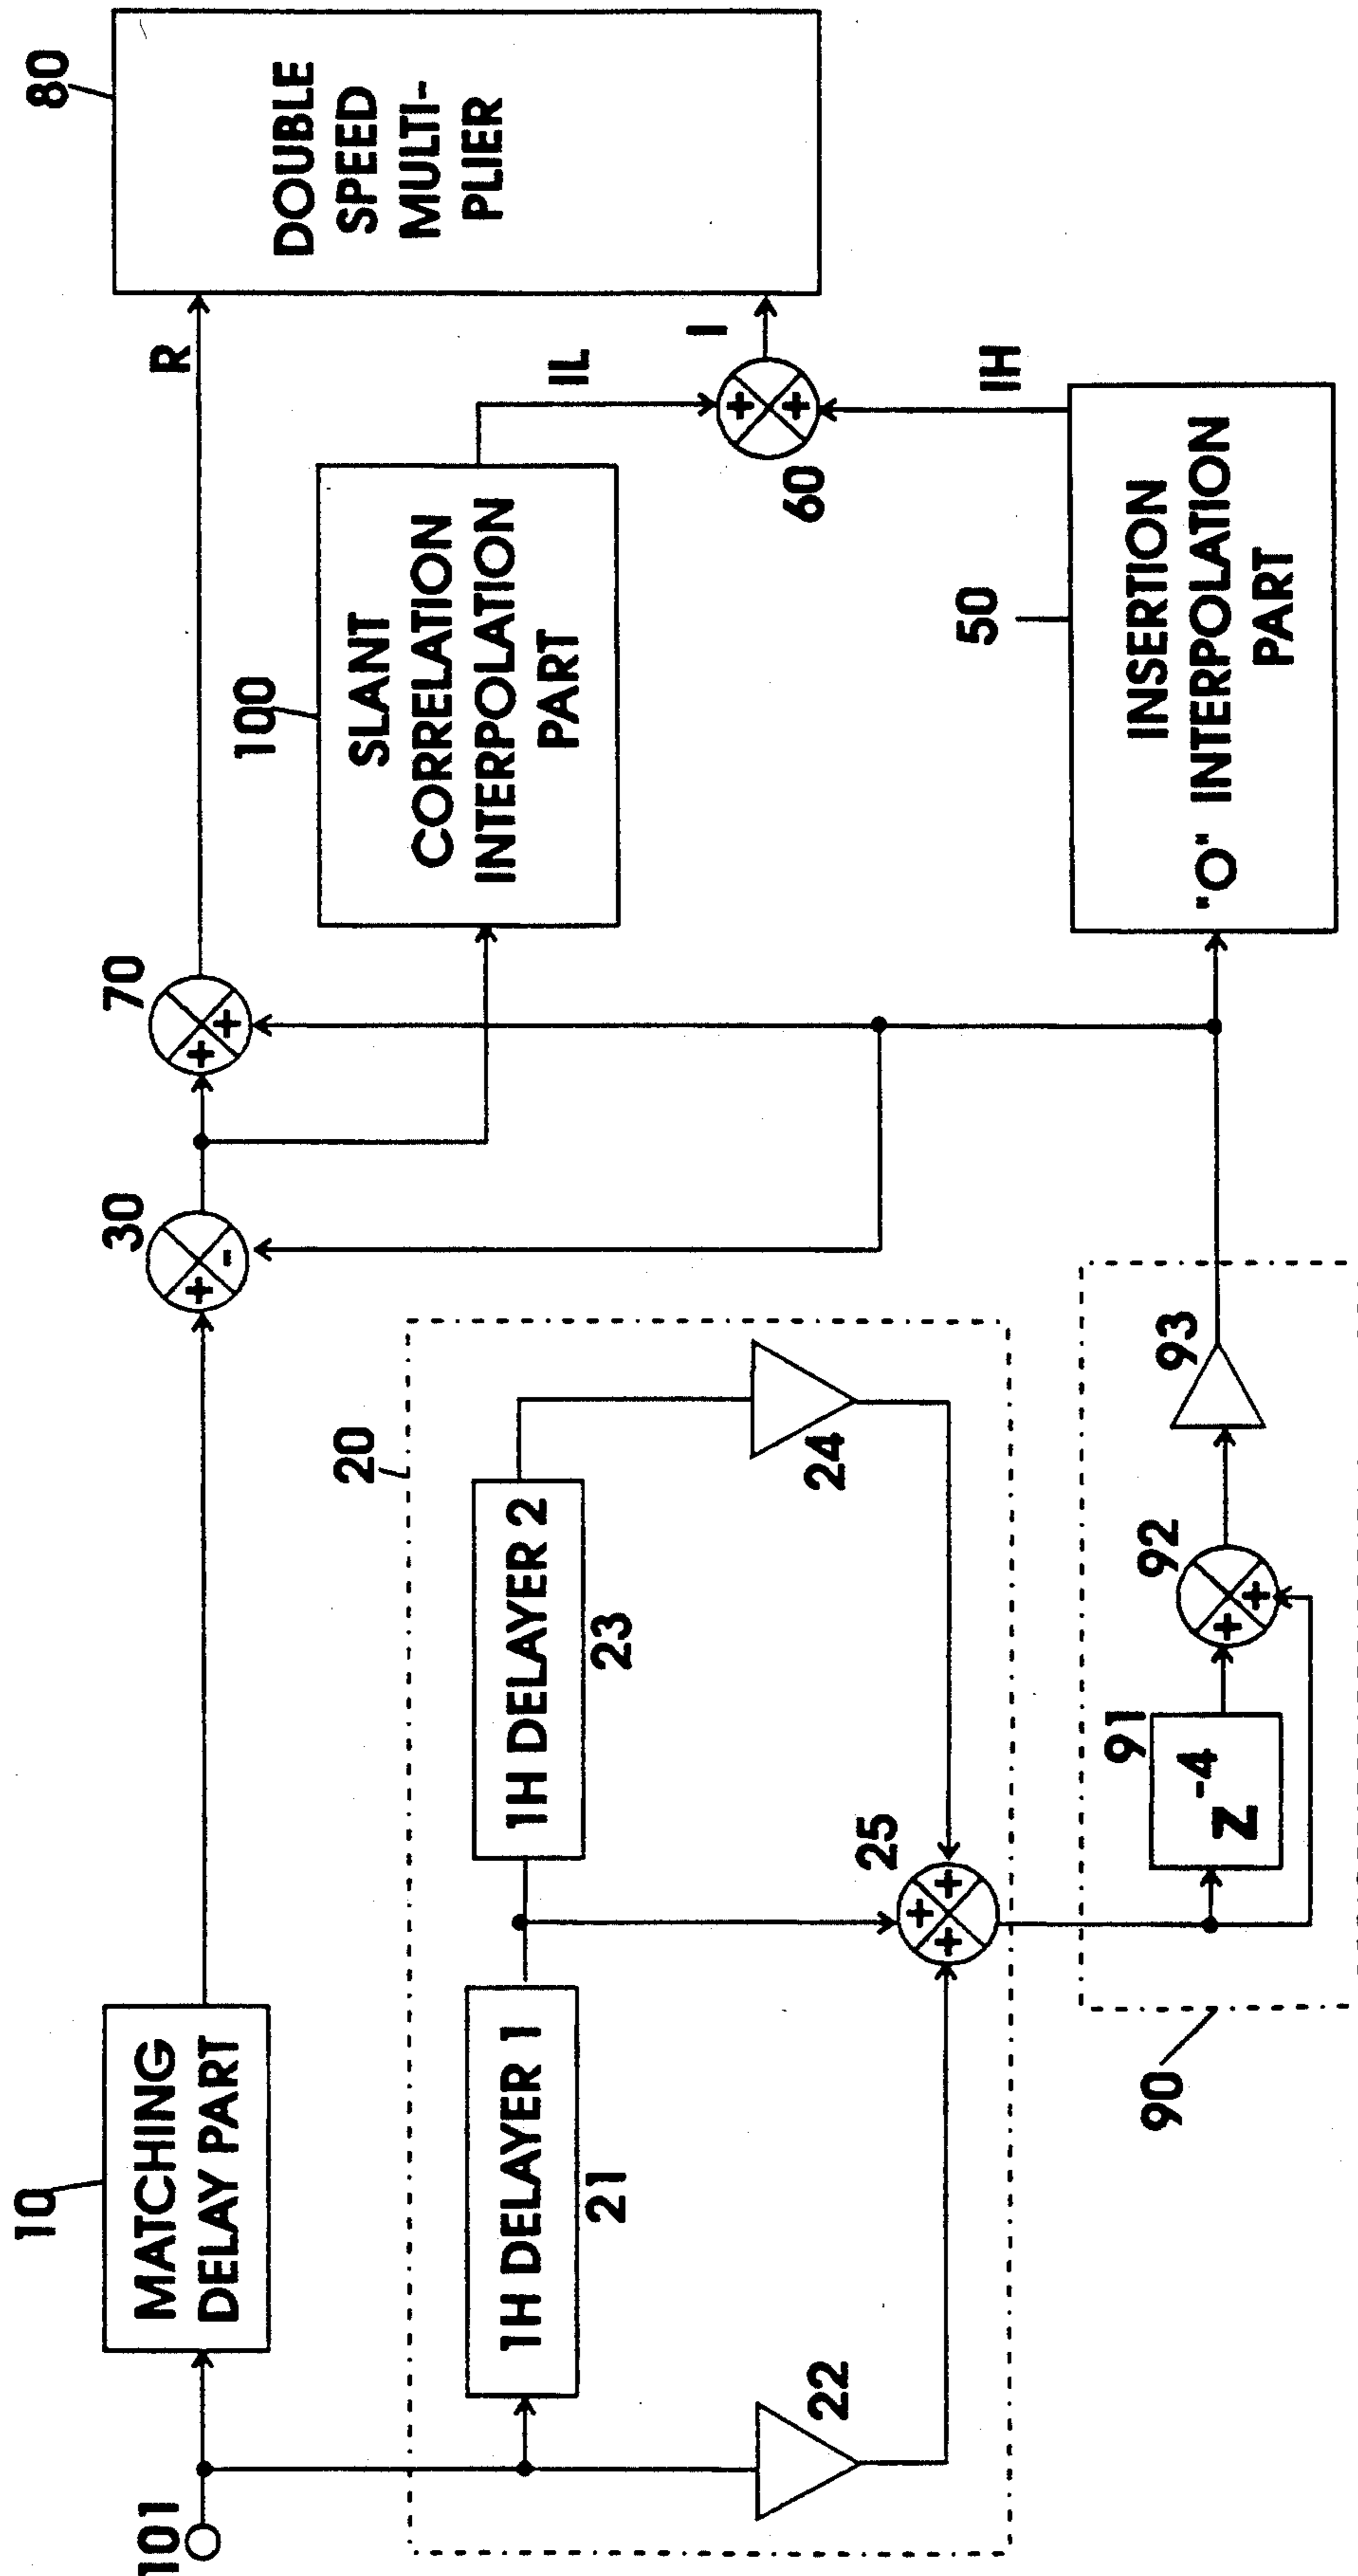 101
10
MATCHING
DELAY PART
30
+
-
70
+
+
R
80
DOUBLE
SPEED
MULTI-
PLIER
100
SLANT
CORRELATION
INTERPOLATION
PART
IL
I
+
+
60
IH
20
1H DELAYER 1
21
1H DELAYER 2
23
22
24
25
+
+
+
90
91
Z-4
92
+
+
93
50
INSERTION
"O" INTERPOLATION
PART